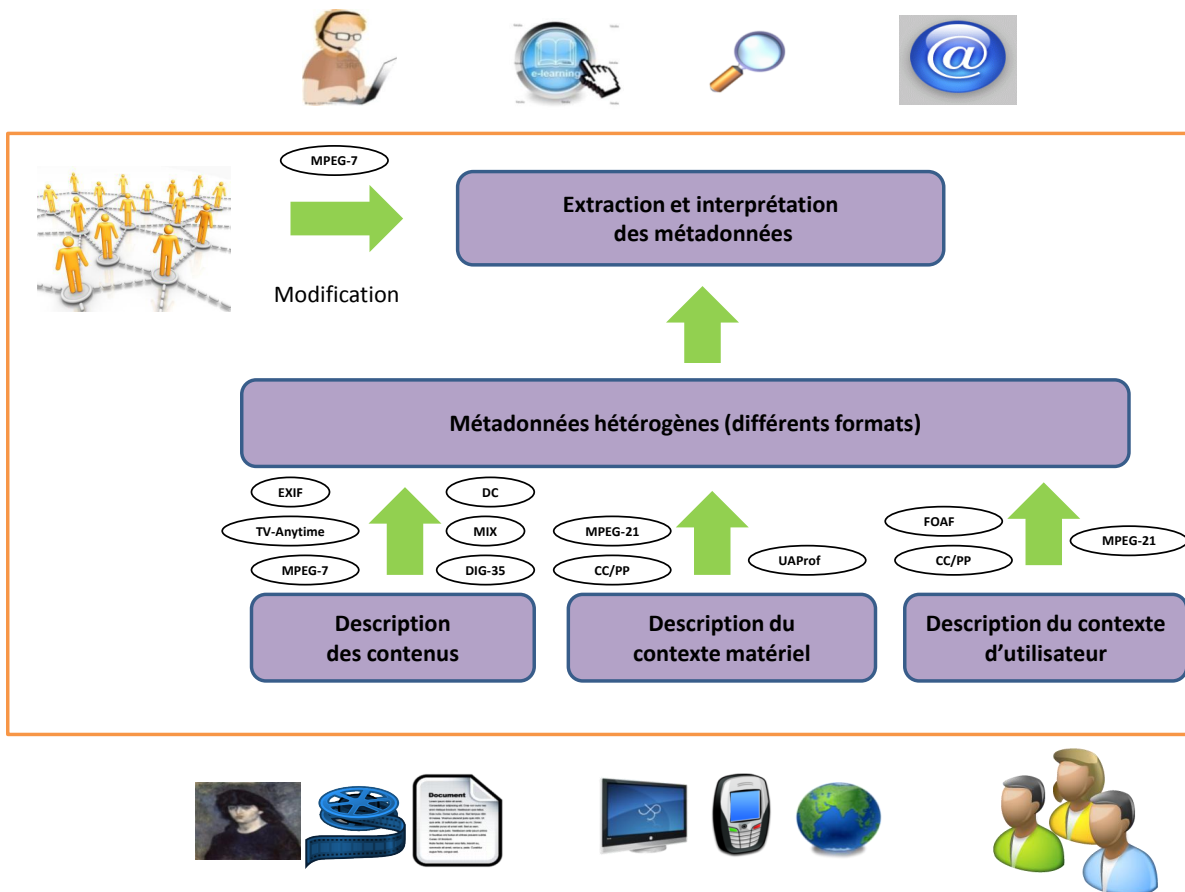 e-learning
@
MPEG-7
Extraction et interprétation
des métadonnées
Modification
Métadonnées hétérogènes (différents formats)
EXIF
DC
TV-Anytime
MIX
MPEG-7
DIG-35
MPEG-21
CC/PP
UAProf
FOAF
MPEG-21
CC/PP
Description
des contenus
Description du
contexte matériel
Description du contexte
d’utilisateur
Document